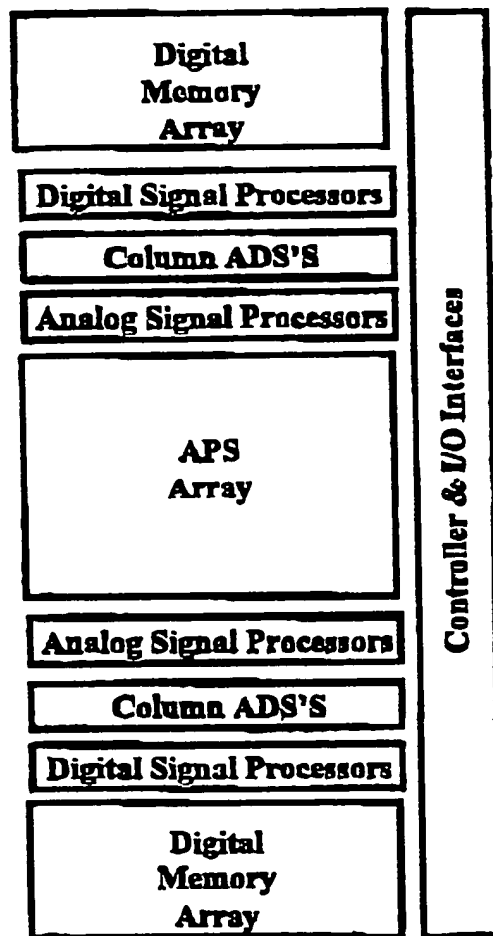 Digital
Memory
Array
Digital Signal Processors
Column ADS'S
Analog Signal Processors
APS
Array
Analog Signal Processors
Column ADS'S
Digital Signal Processors
Digital
Memory
Array
Controller & I/O Interfaces